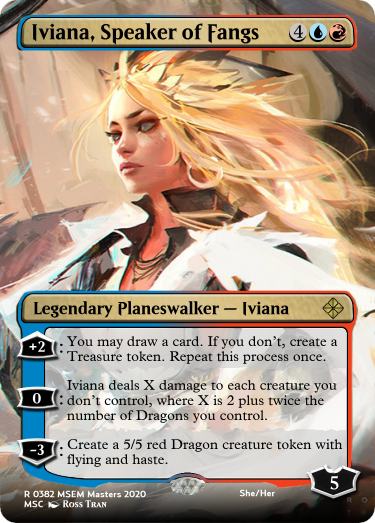 Iviana, Speaker of Fangs 4
Legendary Planeswalker — Iviana
+2: You may draw a card. If you don't, create a
Treasure token. Repeat this process once.
0: Iviana deals X damage to each creature you
don't control, where X is 2 plus twice the
number of Dragons you control.
-3: Create a 5/5 red Dragon creature token with
flying and haste.
5
R 0382 MSEM Masters 2020 She/Her
MSC Ross Tran